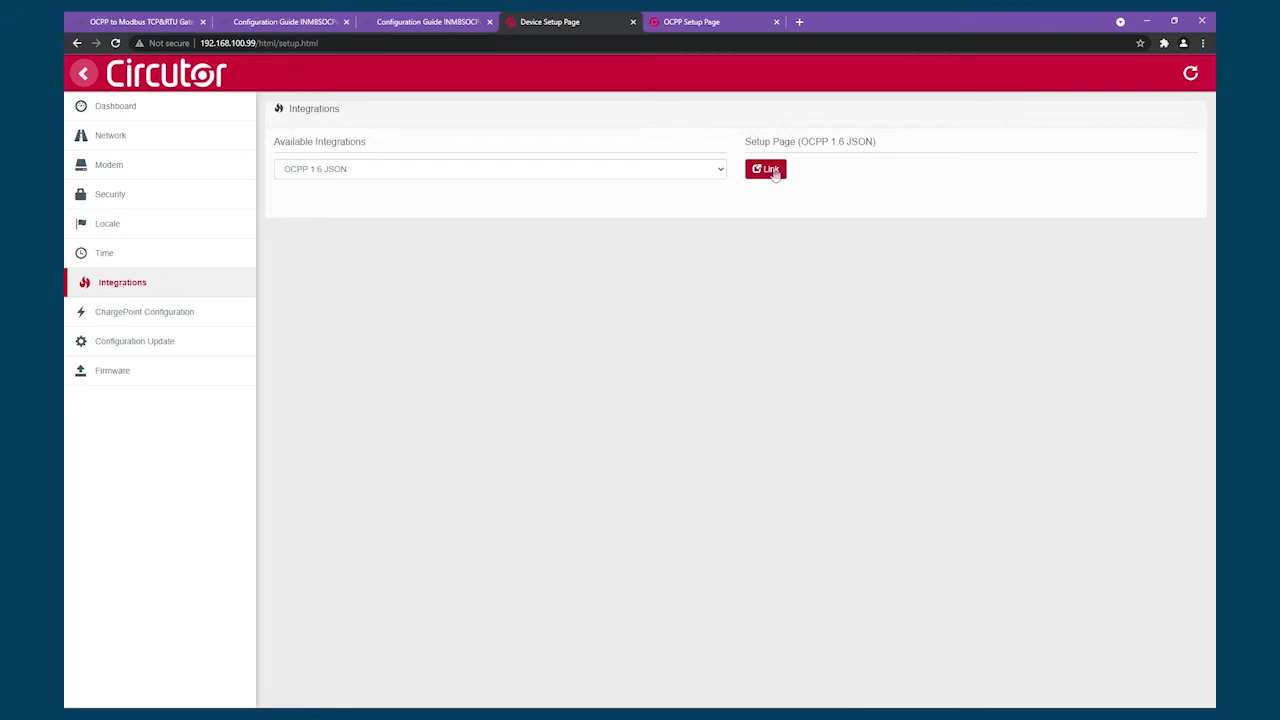 OCPP to Modbus TCP&RTU Gate
Configuration Guide INMBSOCP
Configuration Guide INMBSOCP
Device Setup Page
OCPP Setup Page
Not secure
192.168.100.99/html/setup.html
Circutor
Dashboard
Network
Modem
Security
Locale
Time
Integrations
ChargePoint Configuration
Configuration Update
Firmware
Integrations
Available Integrations
OCPP 1.6 JSON
Setup Page (OCPP 1.6 JSON)
Link